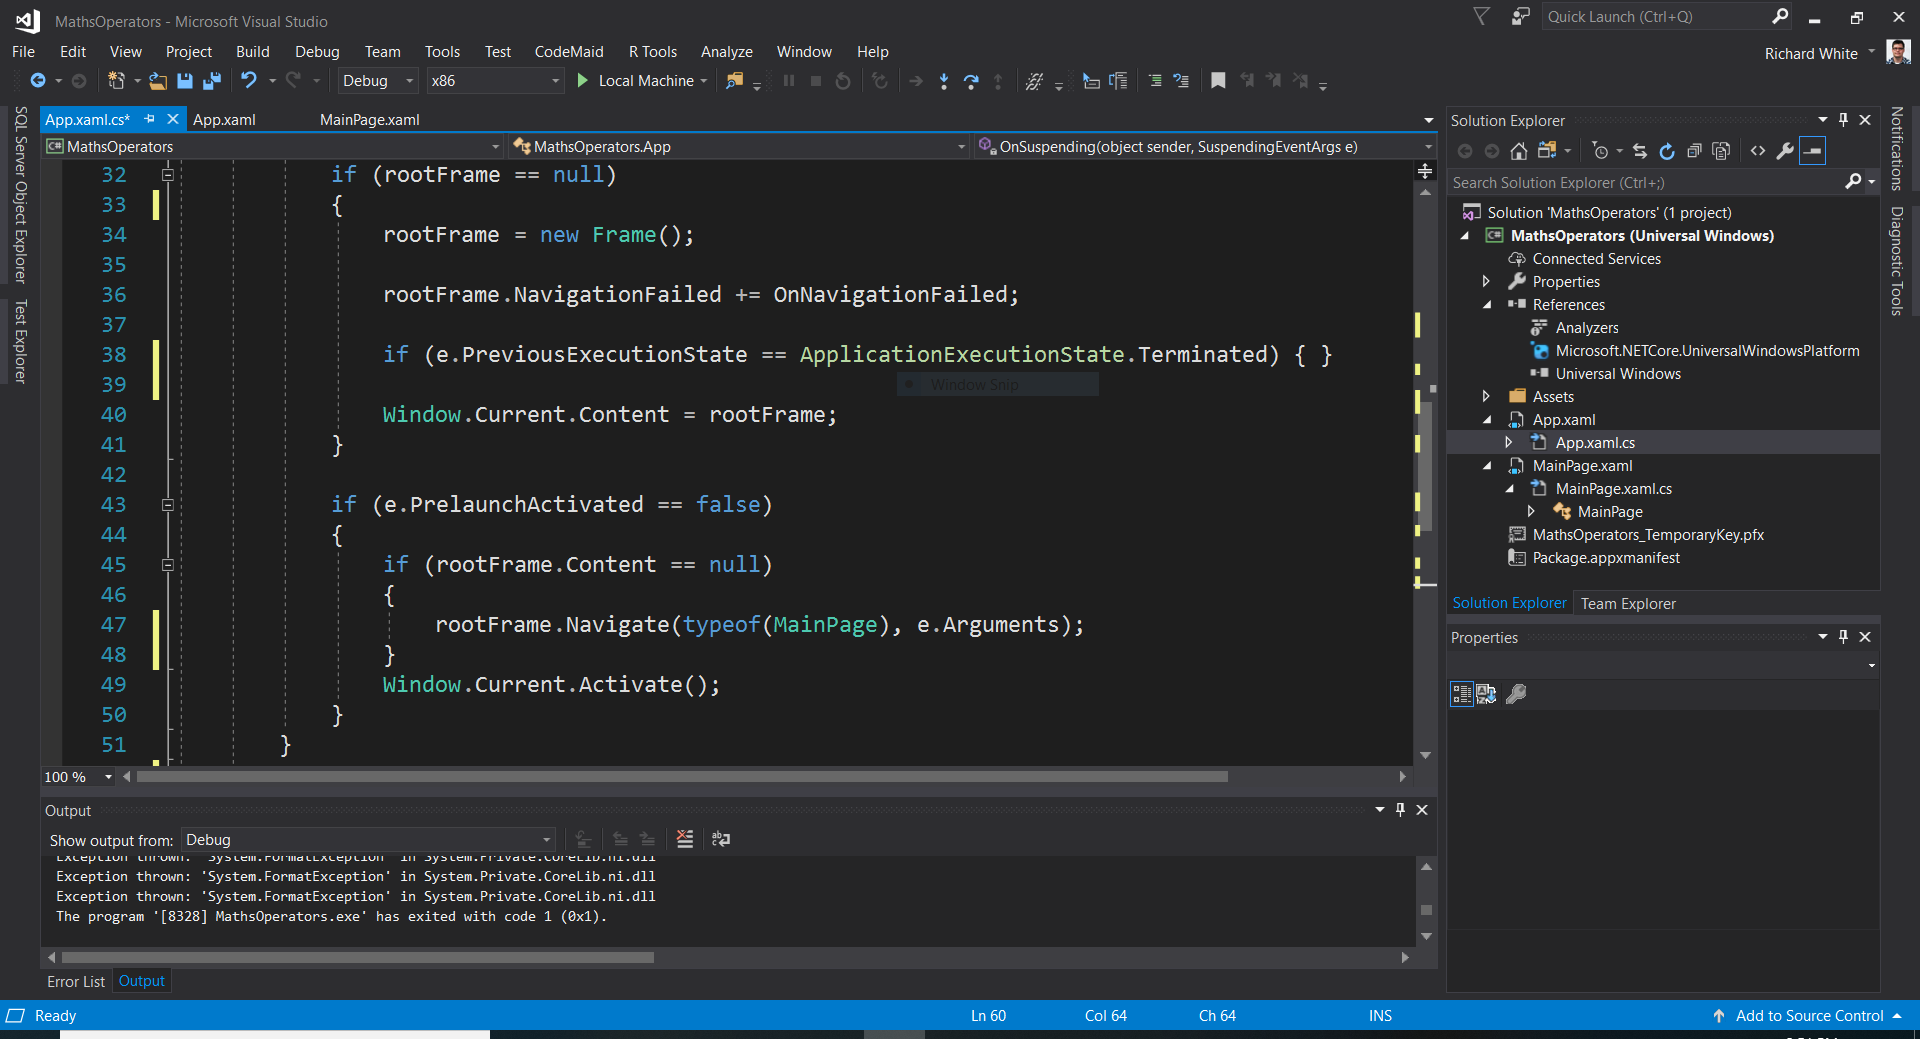 MathsOperators - Microsoft Visual Studio
Quick Launch (Ctrl+Q)
File Edit View Project Build Debug Team Tools Test CodeMaid R Tools Analyze Window Help
Richard White
Debug x86 Local Machine
SQL Server Object Explorer
Test Explorer
App.xaml.cs* App.xaml MainPage.xaml
MathsOperators MathsOperators.App OnSuspending(object sender, SuspendingEventArgs e)
32 if (rootFrame == null)
33 {
34 rootFrame = new Frame();
35
36 rootFrame.NavigationFailed += OnNavigationFailed;
37
38 if (e.PreviousExecutionState == ApplicationExecutionState.Terminated) { }
39
Window Snip
40 Window.Current.Content = rootFrame;
41 }
42
43 if (e.PrelaunchActivated == false)
44 {
45 if (rootFrame.Content == null)
46 {
47 rootFrame.Navigate(typeof(MainPage), e.Arguments);
48 }
49 Window.Current.Activate();
50 }
51 }
100 %
Output
Show output from: Debug
Exception thrown: 'System.FormatException' in System.Private.CoreLib.ni.dll
Exception thrown: 'System.FormatException' in System.Private.CoreLib.ni.dll
Exception thrown: 'System.FormatException' in System.Private.CoreLib.ni.dll
The program '[8328] MathsOperators.exe' has exited with code 1 (0x1).
Error List Output
Solution Explorer
Search Solution Explorer (Ctrl+;)
Solution 'MathsOperators' (1 project)
C# MathsOperators (Universal Windows)
Connected Services
Properties
References
Analyzers
Microsoft.NETCore.UniversalWindowsPlatform
Universal Windows
Assets
App.xaml
App.xaml.cs
MainPage.xaml
MainPage.xaml.cs
MainPage
MathsOperators_TemporaryKey.pfx
Package.appxmanifest
Solution Explorer Team Explorer
Properties
Notifications
Diagnostic Tools
Ready Ln 60 Col 64 Ch 64 INS Add to Source Control